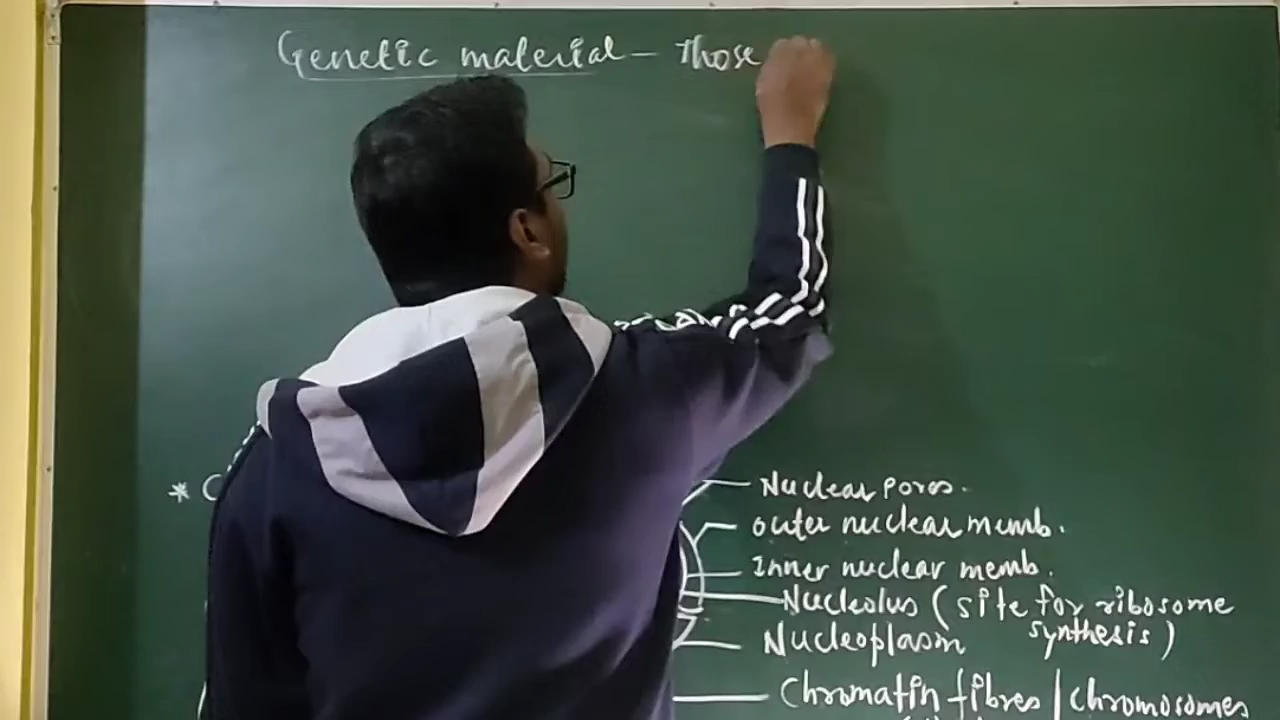 Genetic material — Those
* C
Nuclear Pores.
Outer nuclear memb.
Inner nuclear memb.
Nucleolus (site for ribosome
synthesis)
Nucleoplasm
Chromatin fibres / chromosomes